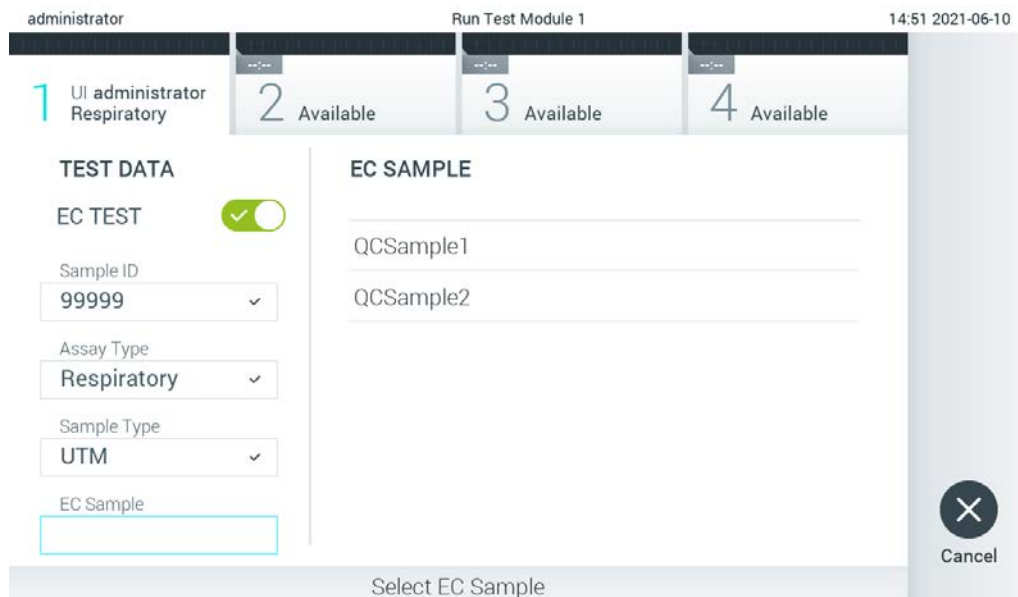 administrator Run Test Module 1 14:51 2021-06-10
1 UI administrator Respiratory
--:-- 2 Available
--:-- 3 Available
--:-- 4 Available
TEST DATA
EC TEST
Sample ID
99999
Assay Type
Respiratory
Sample Type
UTM
EC Sample
EC SAMPLE
QCSample1
QCSample2
Cancel
Select EC Sample